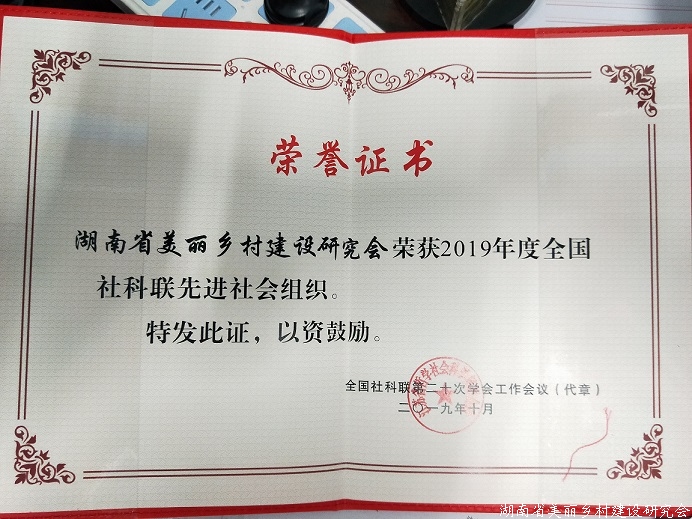 荣誉证书
湖南省美丽乡村建设研究会荣获2019年度全国
社科联先进社会组织。
特发此证，以资鼓励。
全国社科联第二十次学会工作会议（代章）
二〇一九年十月
湖南省美丽乡村建设研究会